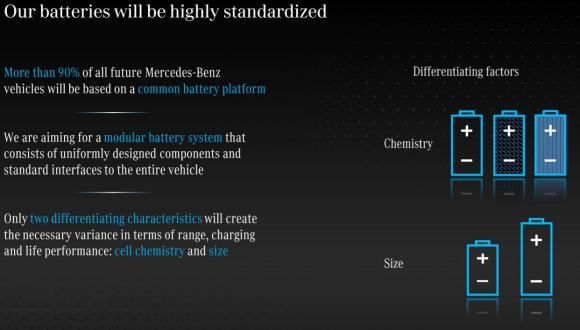 Our batteries will be highly standardized
More than 90% of all future Mercedes-Benz
vehicles will be based on a common battery platform
We are aiming for a modular battery system that
consists of uniformly designed components and
standard interfaces to the entire vehicle
Only two differentiating characteristics will create
the necessary variance in terms of range, charging
and life performance: cell chemistry and size
Differentiating factors
Chemistry
+ + +
− − −
Size
+ +
− −